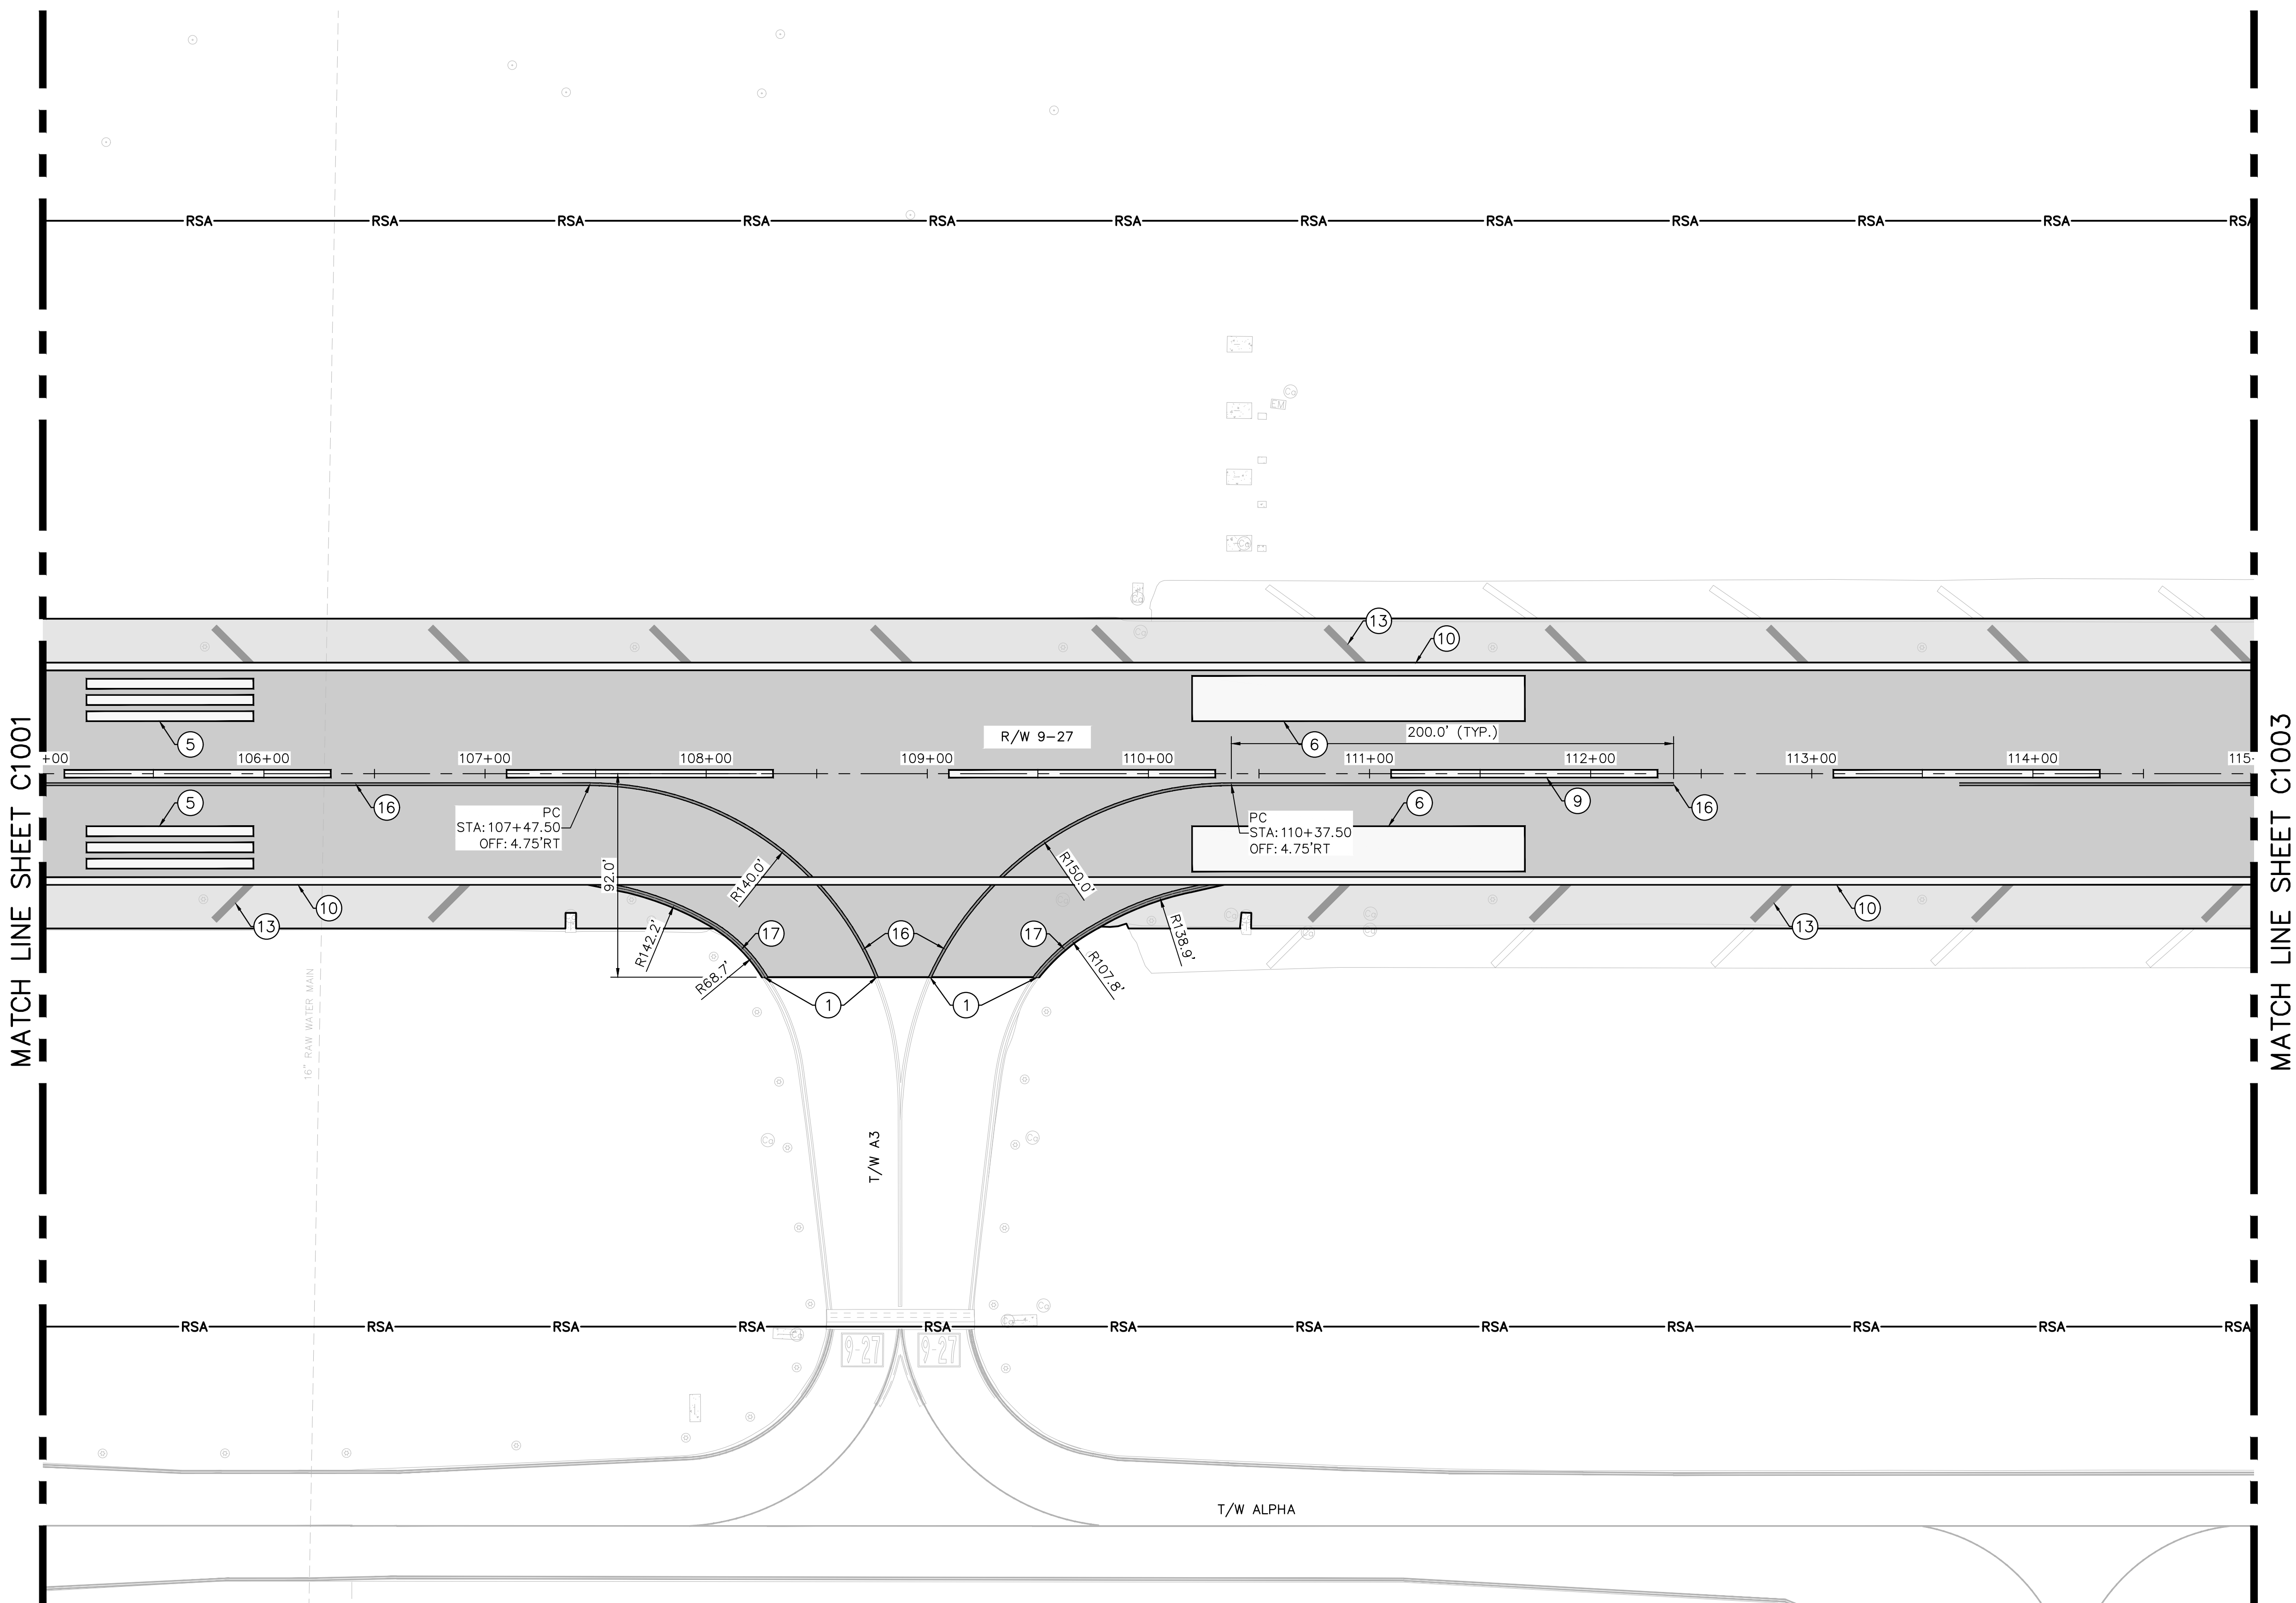 RSA RSA RSA RSA RSA RSA RSA RSA RSA RSA RSA RSA
EM
13
10
5
6
R/W 9-27
200.0' (TYP.)
+00 106+00 107+00 108+00 109+00 110+00 111+00 112+00 113+00 114+00 115-
5
16
6
9
16
PC
STA: 107+47.50
OFF: 4.75'RT
PC
STA: 110+37.50
OFF: 4.75'RT
92.0'
R140.0'
R150.0'
13
10
R142.2'
R68.7'
17
16
17
R138.9'
R107.8'
13
10
1
1
16" RAW WATER MAIN
T/W A3
RSA RSA RSA RSA RSA RSA RSA RSA RSA RSA RSA RSA
9-27
9-27
T/W ALPHA
MATCH LINE SHEET C1001
MATCH LINE SHEET C1003